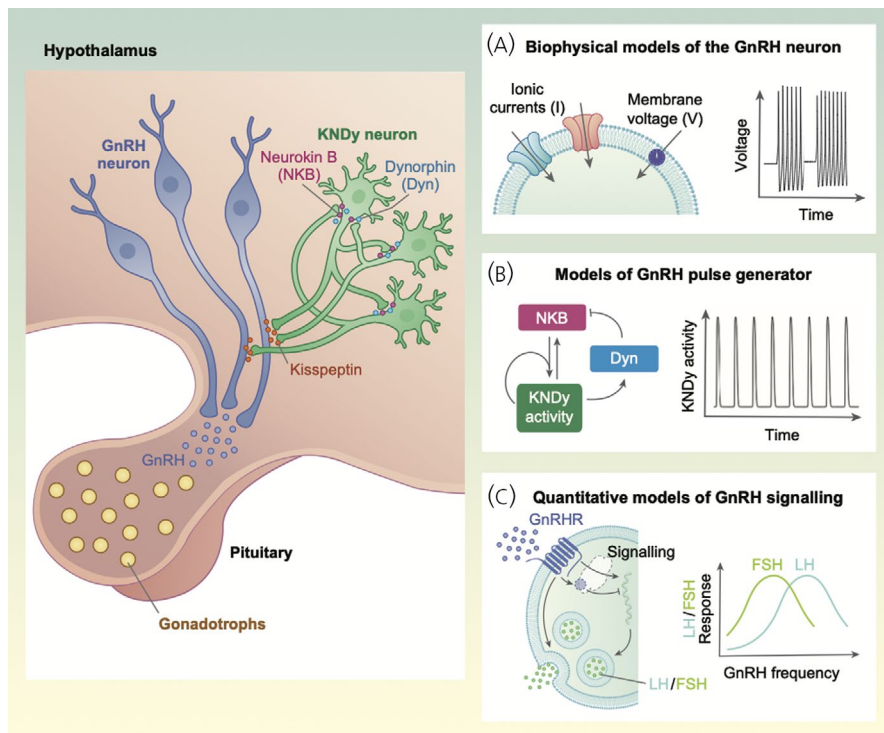 Hypothalamus
GnRH
neuron
KNDy neuron
Neurokin B
(NKB)
Dynorphin
(Dyn)
Kisspeptin
GnRH
Pituitary
Gonadotrophs
(A) Biophysical models of the GnRH neuron
Ionic
currents (I)
Membrane
voltage (V)
Voltage
Time
(B) Models of GnRH pulse generator
NKB
Dyn
KNDy
activity
KNDy activity
Time
(C) Quantitative models of GnRH signalling
GnRHR
Signalling
LH/FSH
FSH LH
LH/FSH
Response
GnRH frequency